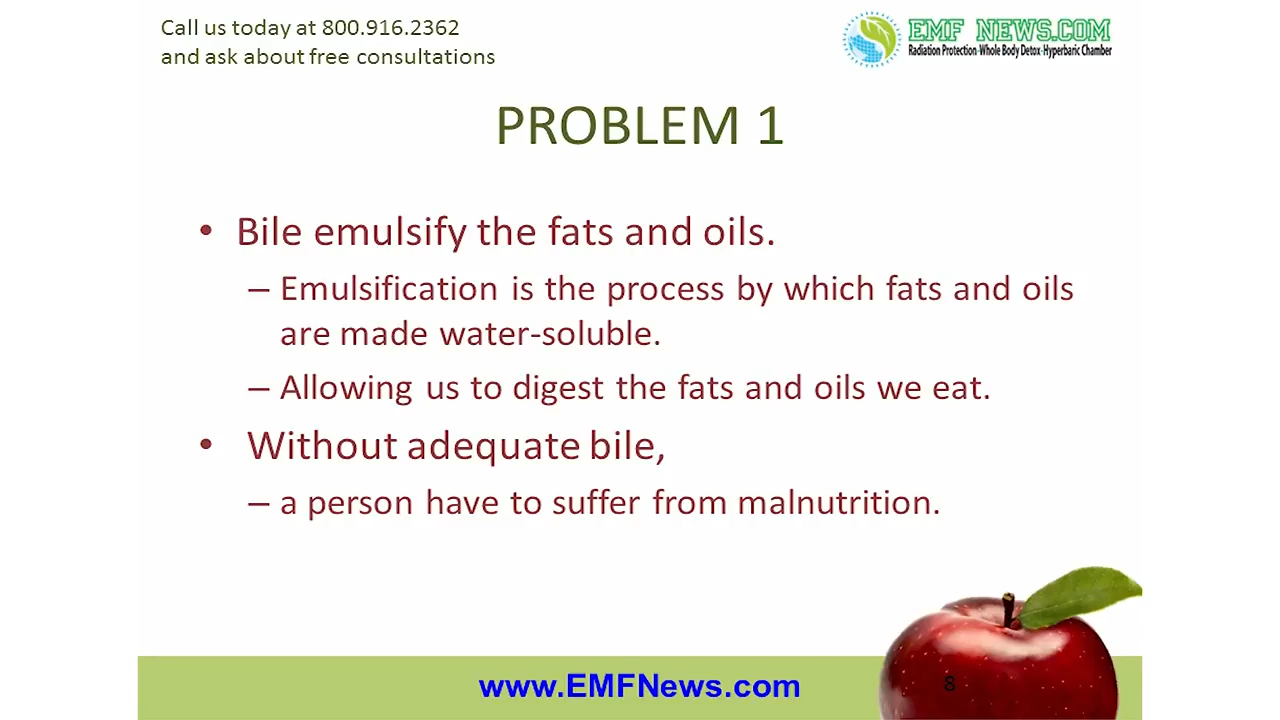 Call us today at 800.916.2362
and ask about free consultations
EMF NEWS.COM
Radiation Protection-Whole Body Detox-Hyperbaric Chamber
PROBLEM 1
• Bile emulsify the fats and oils.
– Emulsification is the process by which fats and oils
are made water-soluble.
– Allowing us to digest the fats and oils we eat.
• Without adequate bile,
– a person have to suffer from malnutrition.
www.EMFNews.com
8